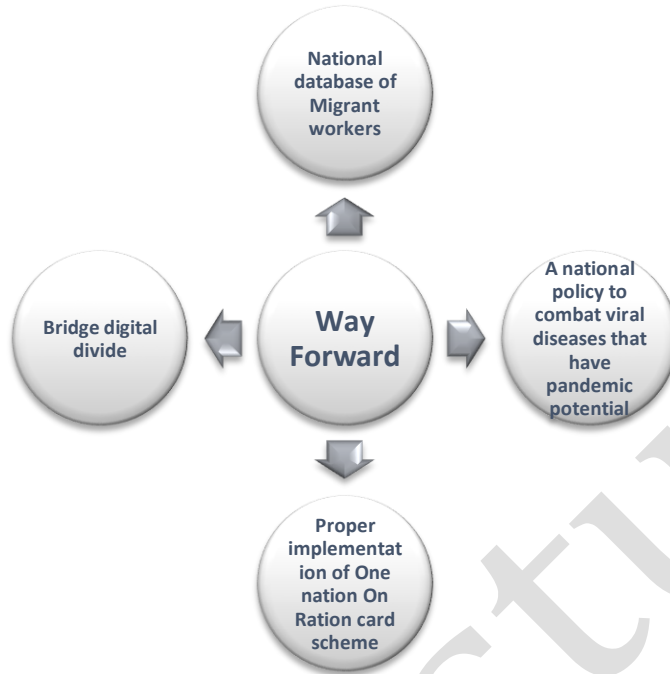 National
database of
Migrant
workers
Bridge digital
divide
Way
Forward
A national
policy to
combat viral
diseases that
have
pandemic
potential
Proper
implementat
ion of One
nation On
Ration card
scheme